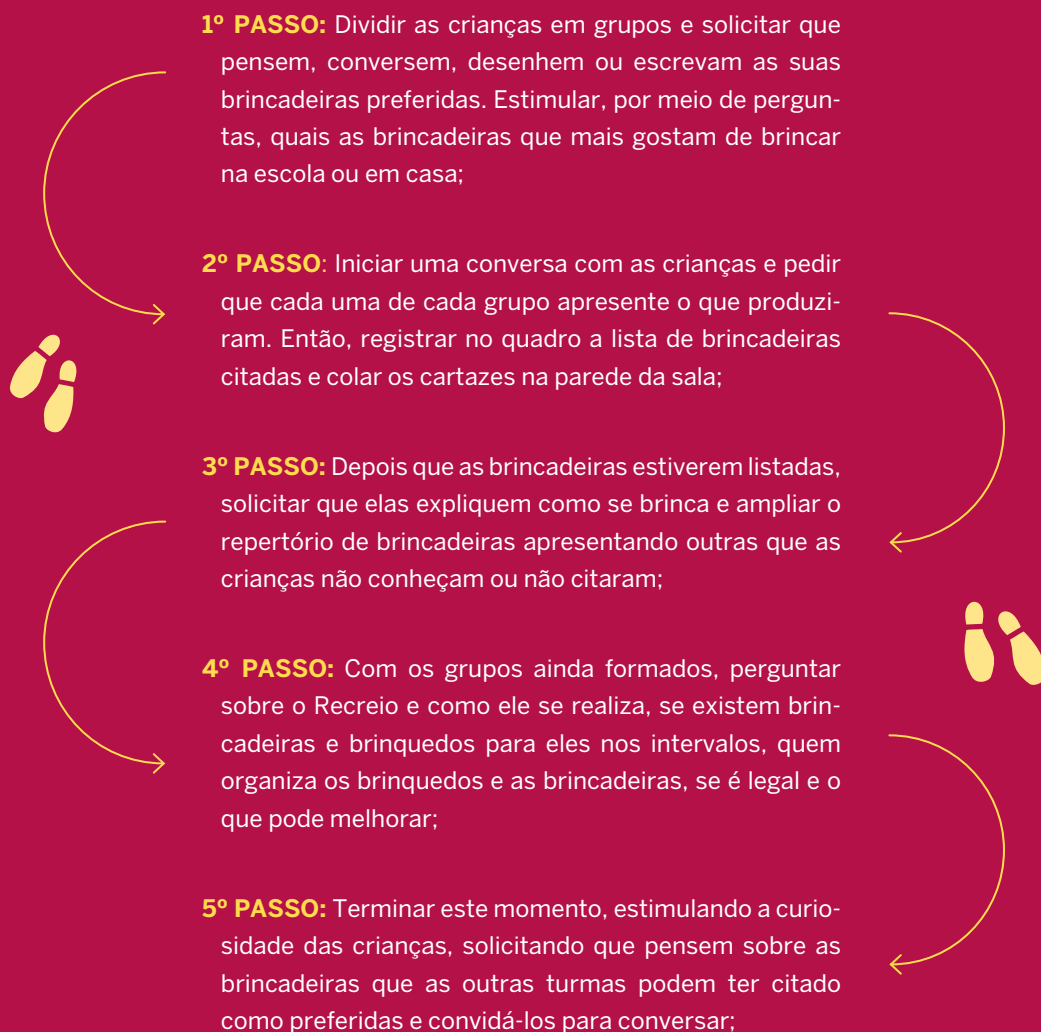 1º PASSO: Dividir as crianças em grupos e solicitar que
pensem, conversem, desenhem ou escrevam as suas
brincadeiras preferidas. Estimular, por meio de pergun-
tas, quais as brincadeiras que mais gostam de brincar
na escola ou em casa;
2º PASSO: Iniciar uma conversa com as crianças e pedir
que cada uma de cada grupo apresente o que produzi-
ram. Então, registrar no quadro a lista de brincadeiras
citadas e colar os cartazes na parede da sala;
3º PASSO: Depois que as brincadeiras estiverem listadas,
solicitar que elas expliquem como se brinca e ampliar o
repertório de brincadeiras apresentando outras que as
crianças não conheçam ou não citaram;
4º PASSO: Com os grupos ainda formados, perguntar
sobre o Recreio e como ele se realiza, se existem brin-
cadeiras e brinquedos para eles nos intervalos, quem
organiza os brinquedos e as brincadeiras, se é legal e o
que pode melhorar;
5º PASSO: Terminar este momento, estimulando a curio-
sidade das crianças, solicitando que pensem sobre as
brincadeiras que as outras turmas podem ter citado
como preferidas e convidá-los para conversar;